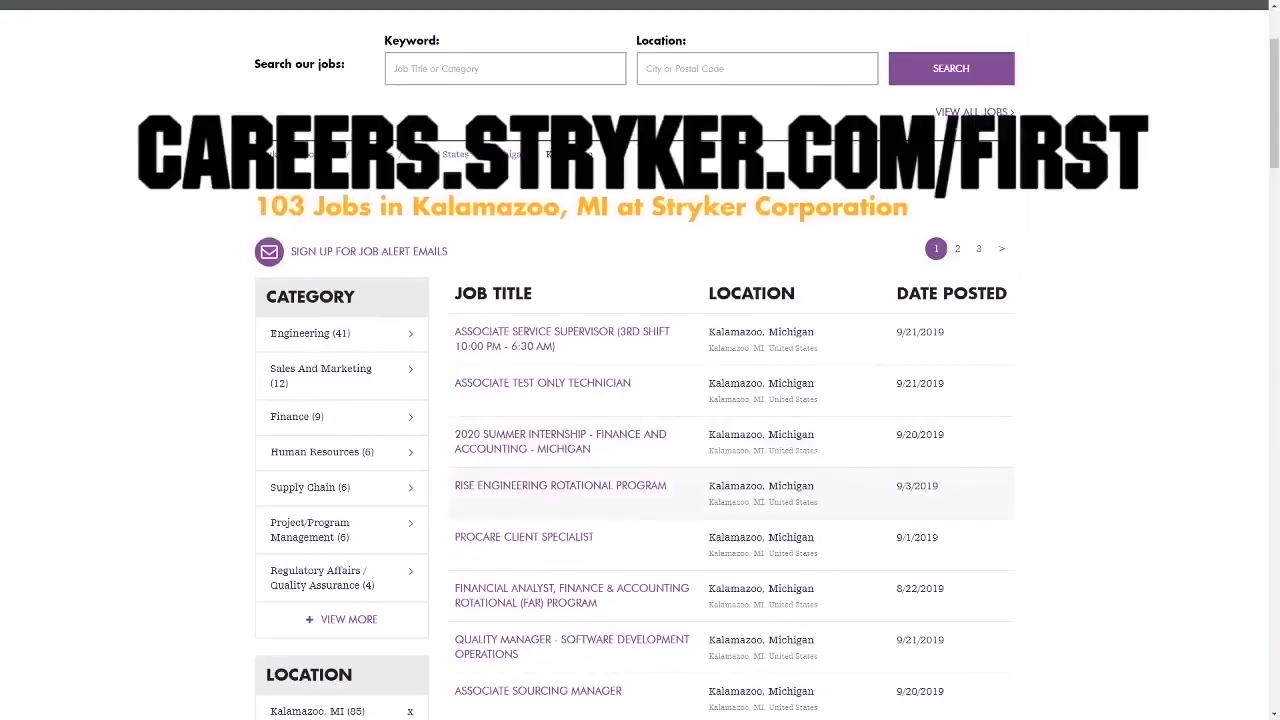 Keyword:
Location:
Search our jobs:
Job Title or Category
City or Postal Code
SEARCH
VIEW ALL JOBS >
CAREERS.STRYKER.COM/FIRST
103 Jobs in Kalamazoo, MI at Stryker Corporation
SIGN UP FOR JOB ALERT EMAILS
1 2 3 >
CATEGORY
Engineering (41)
Sales And Marketing
(12)
Finance (9)
Human Resources (6)
Supply Chain (6)
Project/Program
Management (6)
Regulatory Affairs /
Quality Assurance (4)
+ VIEW MORE
LOCATION
Kalamazoo, MI (85) x
JOB TITLE LOCATION DATE POSTED
ASSOCIATE SERVICE SUPERVISOR (3RD SHIFT
10:00 PM - 6:30 AM)
Kalamazoo, Michigan
Kalamazoo, MI, United States
9/21/2019
ASSOCIATE TEST ONLY TECHNICIAN
Kalamazoo, Michigan
Kalamazoo, MI, United States
9/21/2019
2020 SUMMER INTERNSHIP - FINANCE AND
ACCOUNTING - MICHIGAN
Kalamazoo, Michigan
Kalamazoo, MI, United States
9/20/2019
RISE ENGINEERING ROTATIONAL PROGRAM
Kalamazoo, Michigan
Kalamazoo, MI, United States
9/3/2019
PROCARE CLIENT SPECIALIST
Kalamazoo, Michigan
Kalamazoo, MI, United States
9/1/2019
FINANCIAL ANALYST, FINANCE & ACCOUNTING
ROTATIONAL (FAR) PROGRAM
Kalamazoo, Michigan
Kalamazoo, MI, United States
8/22/2019
QUALITY MANAGER - SOFTWARE DEVELOPMENT
OPERATIONS
Kalamazoo, Michigan
Kalamazoo, MI, United States
9/21/2019
ASSOCIATE SOURCING MANAGER
Kalamazoo, Michigan
Kalamazoo, MI, United States
9/20/2019